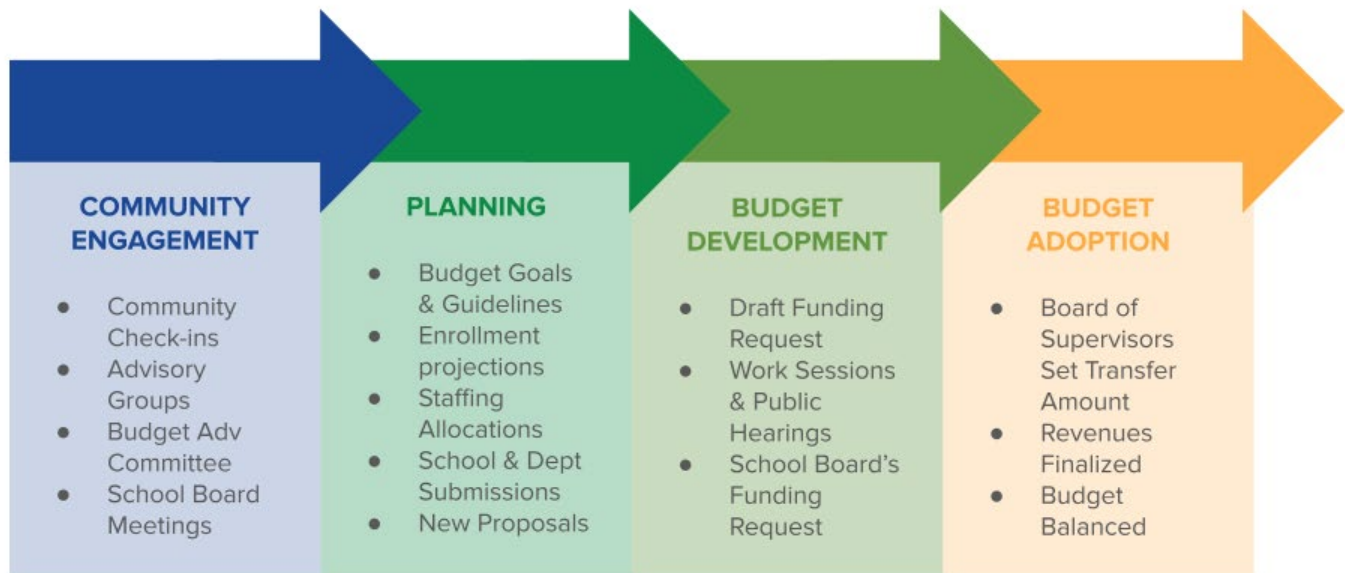 COMMUNITY
ENGAGEMENT
● Community
Check-ins
● Advisory
Groups
● Budget Adv
Committee
● School Board
Meetings
PLANNING
● Budget Goals
& Guidelines
● Enrollment
projections
● Staffing
Allocations
● School & Dept
Submissions
● New Proposals
BUDGET
DEVELOPMENT
● Draft Funding
Request
● Work Sessions
& Public
Hearings
● School Board’s
Funding
Request
BUDGET
ADOPTION
● Board of
Supervisors
Set Transfer
Amount
● Revenues
Finalized
● Budget
Balanced